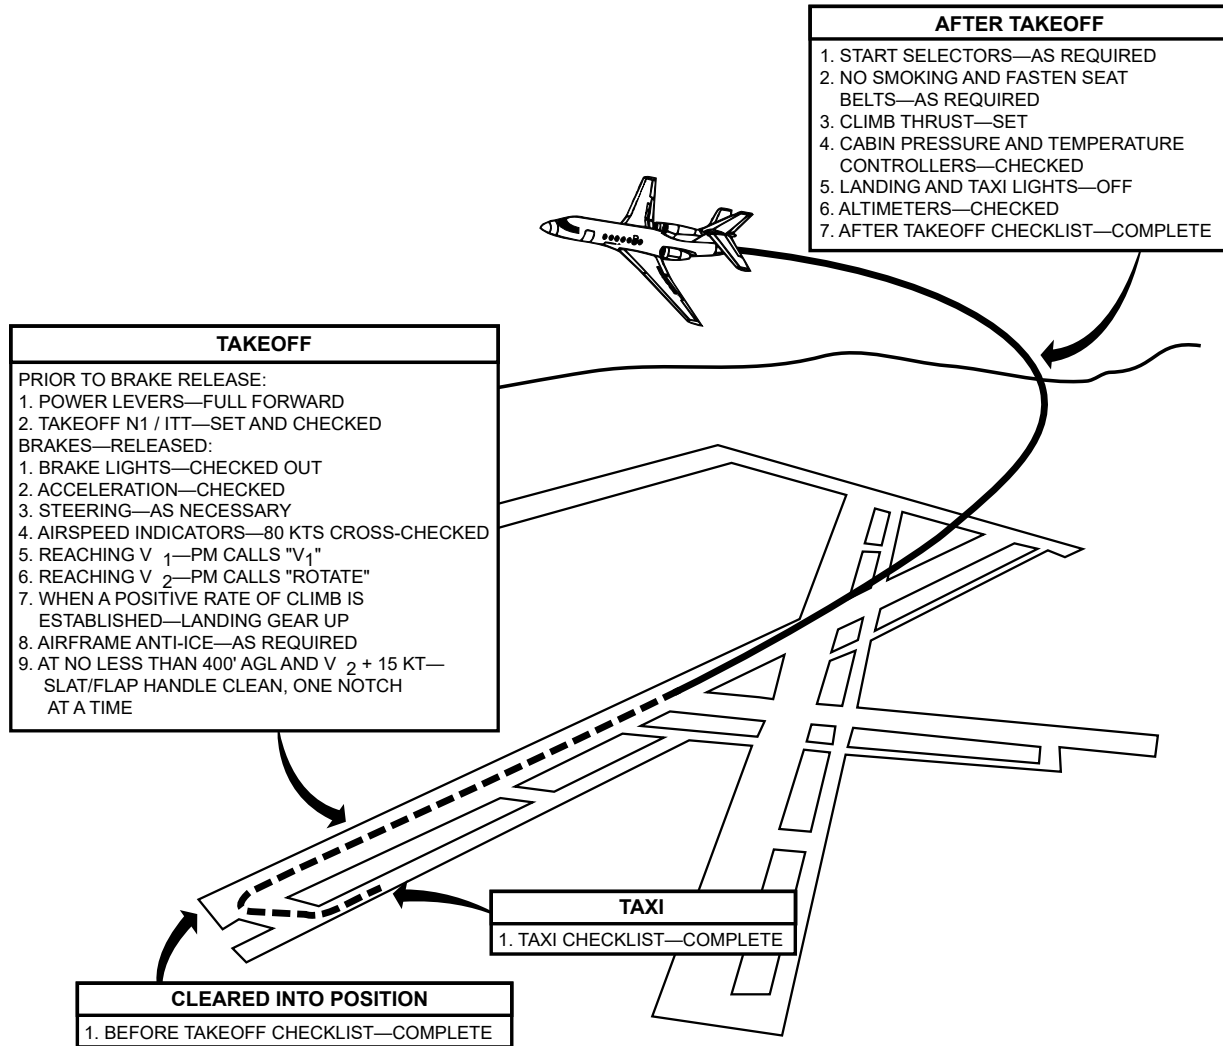 AFTER TAKEOFF
1. START SELECTORS—AS REQUIRED
2. NO SMOKING AND FASTEN SEAT
BELTS—AS REQUIRED
3. CLIMB THRUST—SET
4. CABIN PRESSURE AND TEMPERATURE
CONTROLLERS—CHECKED
5. LANDING AND TAXI LIGHTS—OFF
6. ALTIMETERS—CHECKED
7. AFTER TAKEOFF CHECKLIST—COMPLETE
TAKEOFF
PRIOR TO BRAKE RELEASE:
1. POWER LEVERS—FULL FORWARD
2. TAKEOFF N1 / ITT—SET AND CHECKED
BRAKES—RELEASED:
1. BRAKE LIGHTS—CHECKED OUT
2. ACCELERATION—CHECKED
3. STEERING—AS NECESSARY
4. AIRSPEED INDICATORS—80 KTS CROSS-CHECKED
5. REACHING V 1—PM CALLS "V1"
6. REACHING V 2—PM CALLS "ROTATE"
7. WHEN A POSITIVE RATE OF CLIMB IS
ESTABLISHED—LANDING GEAR UP
8. AIRFRAME ANTI-ICE—AS REQUIRED
9. AT NO LESS THAN 400' AGL AND V 2 + 15 KT—
SLAT/FLAP HANDLE CLEAN, ONE NOTCH
AT A TIME
TAXI
1. TAXI CHECKLIST—COMPLETE
CLEARED INTO POSITION
1. BEFORE TAKEOFF CHECKLIST—COMPLETE